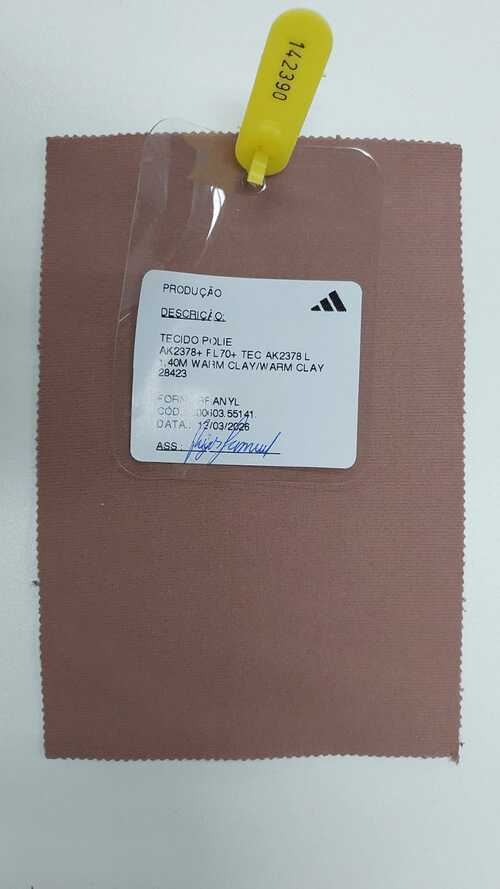 142390
PRODUÇÃO
DESCRIÇÃO:
TECIDO POLIE
AK2378+ FL70+ TEC AK2378 L
1,40M WARM CLAY/WARM CLAY
28423
FORN
CÓD.
DATA.: 12/03/2026
ASS.: